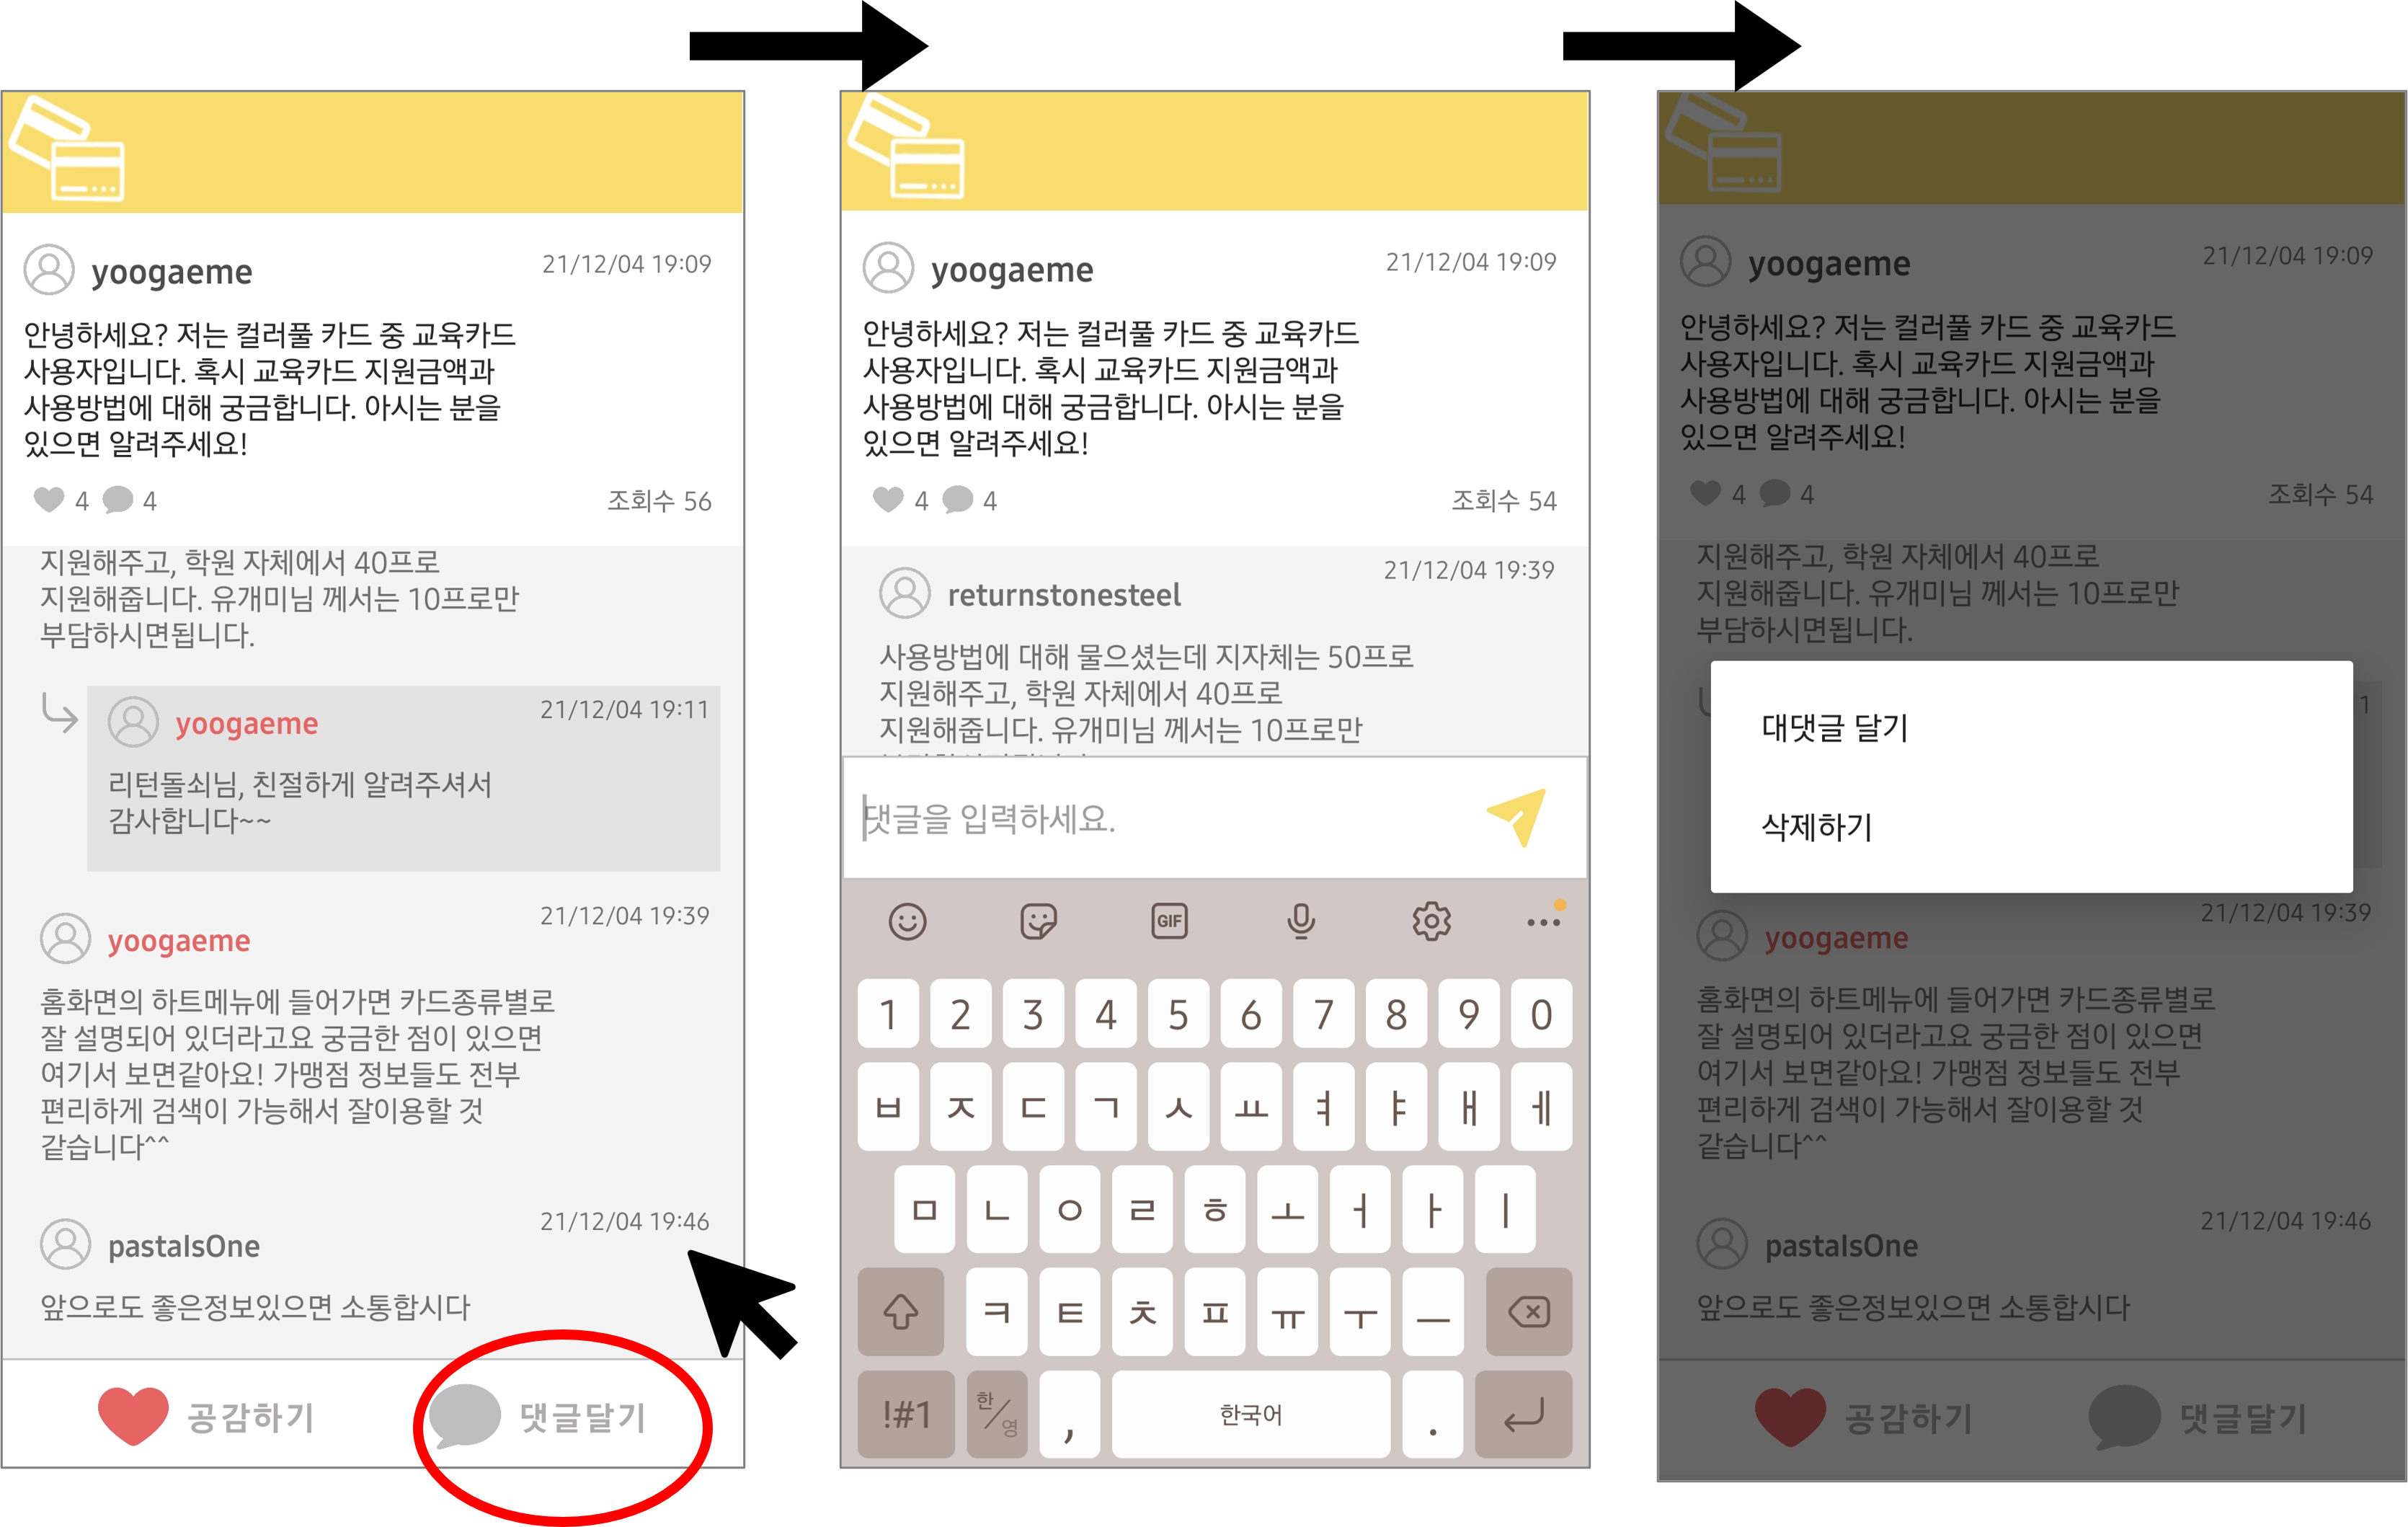 yoogaeme
21/12/04 19:09
안녕하세요? 저는 컬러풀 카드 중 교육카드
사용자입니다. 혹시 교육카드 지원금액과
사용방법에 대해 궁금합니다. 아시는 분을
있으면 알려주세요!
4 4 조회수 56
지원해주고, 학원 자체에서 40프로
지원해줍니다. 유개미님 께서는 10프로만
부담하시면됩니다.
yoogaeme
21/12/04 19:11
리턴돌쇠님, 친절하게 알려주셔서
감사합니다~~
yoogaeme
21/12/04 19:39
홈화면의 하트메뉴에 들어가면 카드종류별로
잘 설명되어 있더라고요 궁금한 점이 있으면
여기서 보면같아요! 가맹점 정보들도 전부
편리하게 검색이 가능해서 잘이용할 것
같습니다^^
pastaIsOne
21/12/04 19:46
앞으로도 좋은정보있으면 소통합시다
공감하기 댓글달기
yoogaeme
21/12/04 19:09
안녕하세요? 저는 컬러풀 카드 중 교육카드
사용자입니다. 혹시 교육카드 지원금액과
사용방법에 대해 궁금합니다. 아시는 분을
있으면 알려주세요!
4 4 조회수 54
returnstonesteel
21/12/04 19:39
사용방법에 대해 물으셨는데 지자체는 50프로
지원해주고, 학원 자체에서 40프로
지원해줍니다. 유개미님 께서는 10프로만
댓글을 입력하세요.
GIF
1 2 3 4 5 6 7 8 9 0
ㅂ ㅈ ㄷ ㄱ ㅅ ㅛ ㅕ ㅑ ㅐ ㅔ
ㅁ ㄴ ㅇ ㄹ ㅎ ㅗ ㅓ ㅏ ㅣ
ㅋ ㅌ ㅊ ㅍ ㅠ ㅜ ㅡ
!#1 한/영 , 한국어 .
yoogaeme
21/12/04 19:09
안녕하세요? 저는 컬러풀 카드 중 교육카드
사용자입니다. 혹시 교육카드 지원금액과
사용방법에 대해 궁금합니다. 아시는 분을
있으면 알려주세요!
4 4 조회수 54
지원해주고, 학원 자체에서 40프로
지원해줍니다. 유개미님 께서는 10프로만
부담하시면됩니다.
1
대댓글 달기
삭제하기
yoogaeme
21/12/04 19:39
홈화면의 하트메뉴에 들어가면 카드종류별로
잘 설명되어 있더라고요 궁금한 점이 있으면
여기서 보면같아요! 가맹점 정보들도 전부
편리하게 검색이 가능해서 잘이용할 것
같습니다^^
pastaIsOne
21/12/04 19:46
앞으로도 좋은정보있으면 소통합시다
공감하기 댓글달기